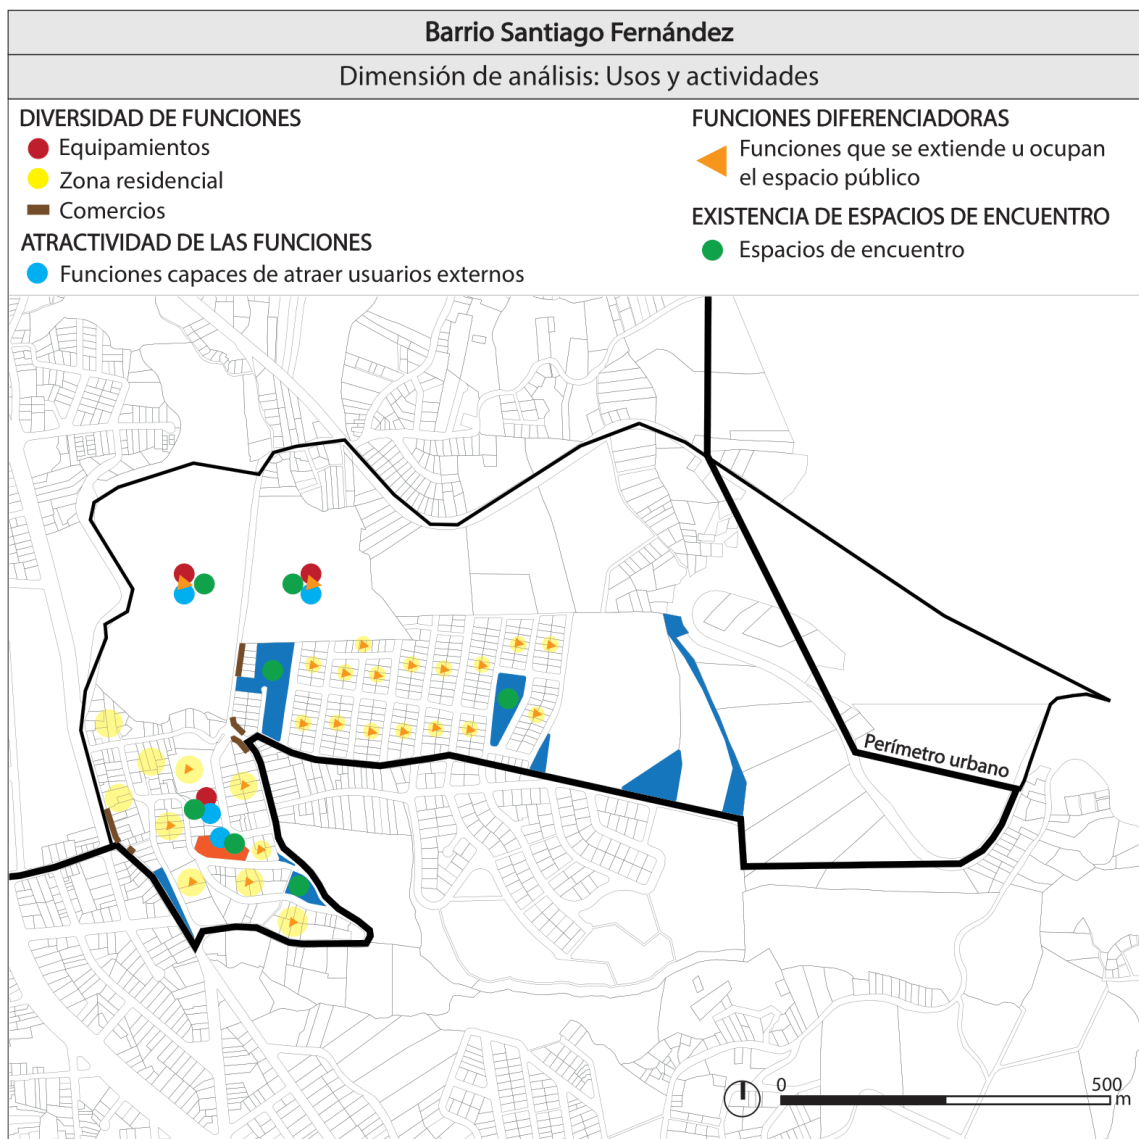 Barrio Santiago Fernández
Dimensión de análisis: Usos y actividades
DIVERSIDAD DE FUNCIONES
Equipamientos
Zona residencial
Comercios
ATRACTIVIDAD DE LAS FUNCIONES
Funciones capaces de atraer usuarios externos
FUNCIONES DIFERENCIADORAS
Funciones que se extiende u ocupan
el espacio público
EXISTENCIA DE ESPACIOS DE ENCUENTRO
Espacios de encuentro
Perímetro urbano
0 500
m